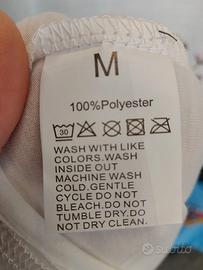 M
100%Polyester
30
WASH WITH LIKE
COLORS.WASH
INSIDE OUT
MACHINE WASH
COLD.GENTLE
CYCLE DO NOT
BLEACH.DO NOT
TUMBLE DRY.DO
NOT DRY CLEAN.
subito